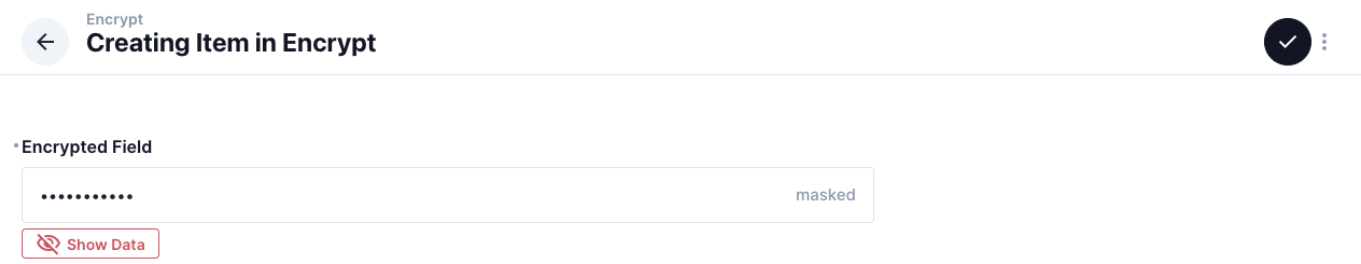 Encrypt
Creating Item in Encrypt
Encrypted Field
••••••••••• masked
Show Data